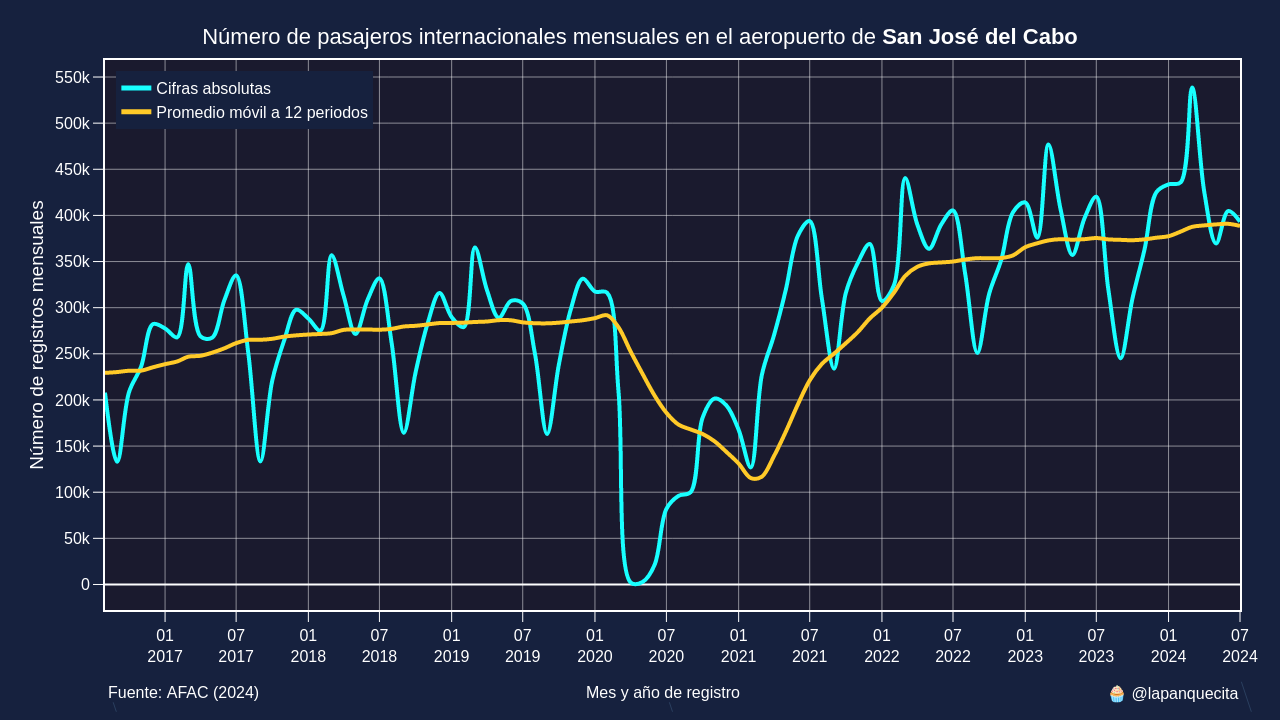 Número de pasajeros internacionales mensuales en el aeropuerto de San José del Cabo
Cifras absolutas
Promedio móvil a 12 periodos
Número de registros mensuales
550k
500k
450k
400k
350k
300k
250k
200k
150k
100k
50k
0
01 07 01 07 01 07 01 07 01 07 01 07 01 07 01 07
2017 2017 2018 2018 2019 2019 2020 2020 2021 2021 2022 2022 2023 2023 2024 2024
Fuente: AFAC (2024)
Mes y año de registro
🧁 @lapanquecita